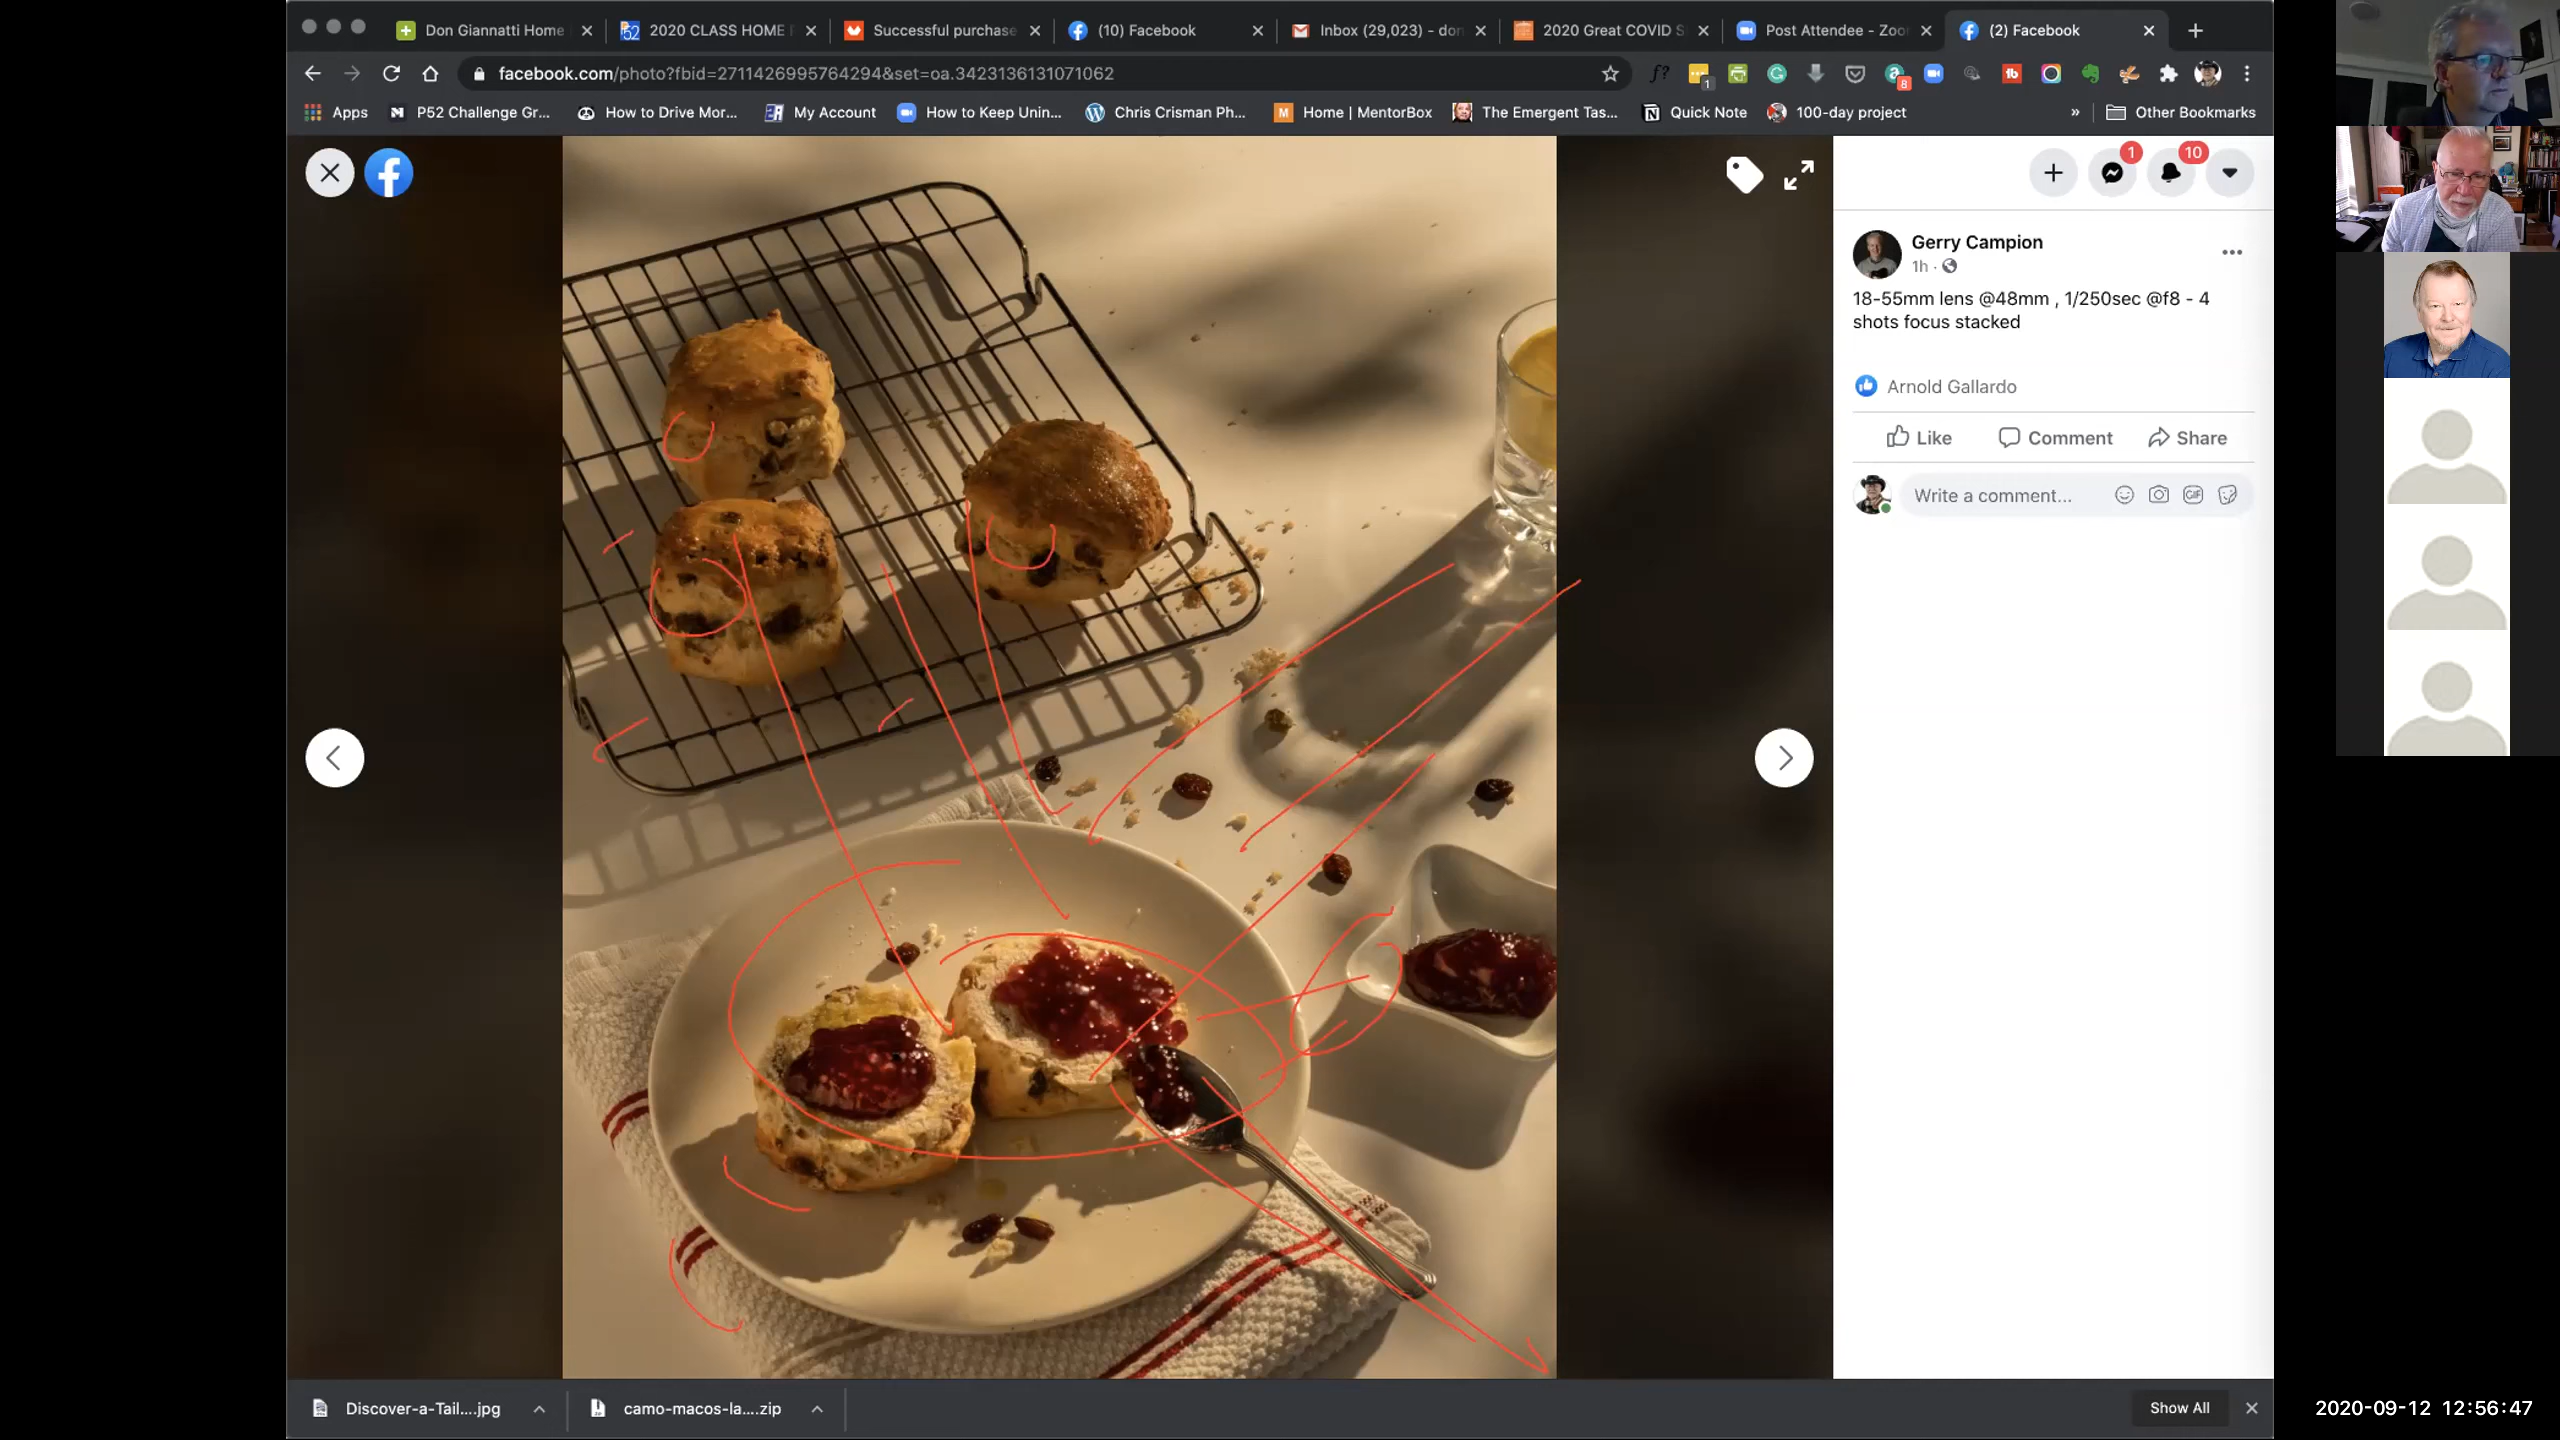 Don Giannatti Home
2020 CLASS HOME P
Successful purchase
(10) Facebook
Inbox (29,023) - don
2020 Great COVID S
Post Attendee - Zoo
(2) Facebook
facebook.com/photo?fbid=2711426995764294&set=oa.3423136131071062
Apps
P52 Challenge Gr...
How to Drive Mor...
My Account
How to Keep Unin...
Chris Crisman Ph...
Home | MentorBox
The Emergent Tas...
Quick Note
100-day project
»
Other Bookmarks
1
10
Gerry Campion
1h ·
18-55mm lens @48mm , 1/250sec @f8 - 4
shots focus stacked
Arnold Gallardo
Like
Comment
Share
Write a comment...
GIF
Discover-a-Tail....jpg
camo-macos-la....zip
Show All
2020-09-12 12:56:47